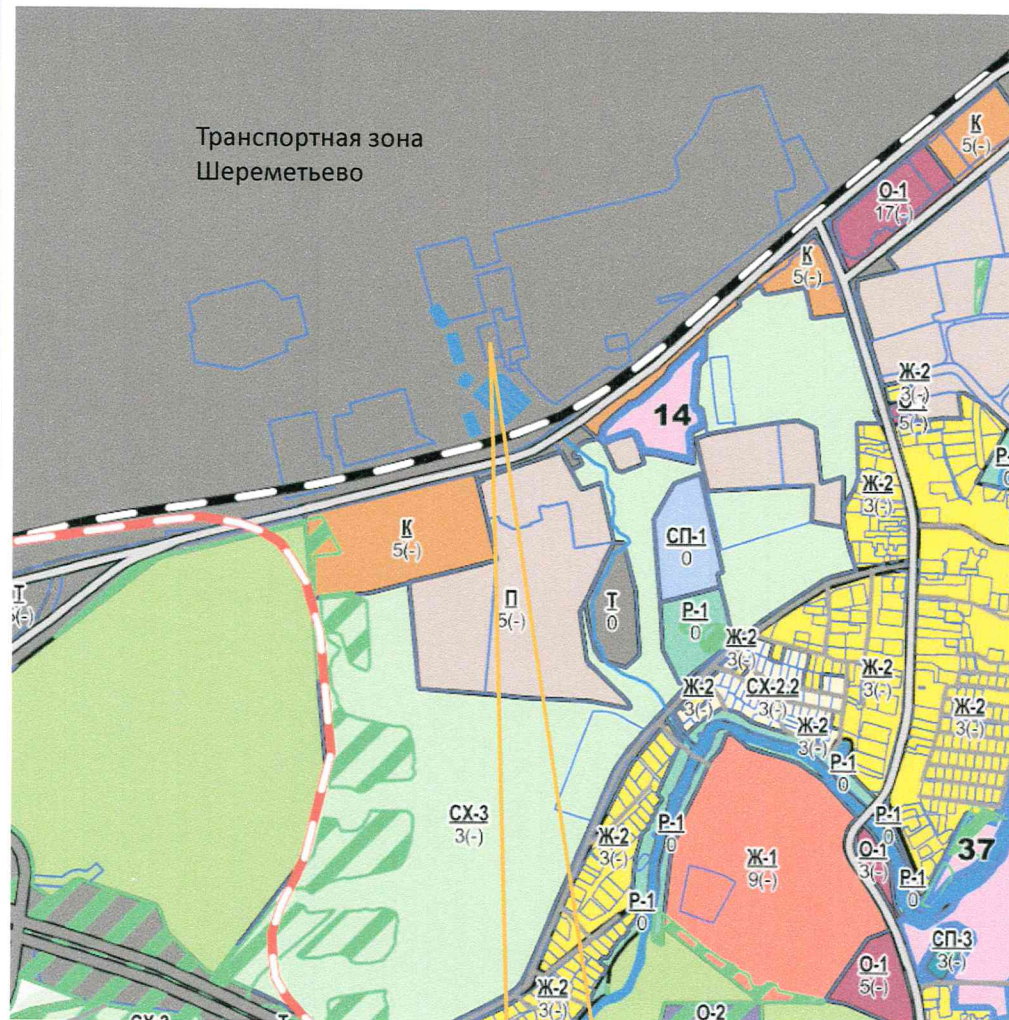 Транспортная зона
Шереметьево
К
5(-)
О-1
17(-)
К
5(-)
Ж-2
3(-)
5(-)
14
Ж-2
3(-)
К
5(-)
СП-1
0
П
5(-)
Т
0
Р-1
0
Т
Ж-2
3(-)
Ж-2
3(-)
СХ-2.2
3(-)
Ж-2
3(-)
Ж-2
3(-)
Ж-2
3(-)
Р-1
0
СХ-3
3(-)
Ж-2
3(-)
Р-1
0
Ж-1
9(-)
Р-1
0
О-1
3(-)
37
Р-1
0
Р-1
0
СП-3
3(-)
О-1
5(-)
Ж-2
3(-)
О-2
СХ-3
Т